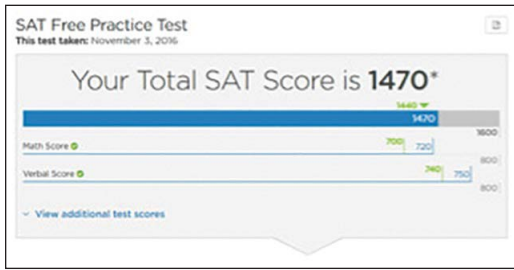 SAT Free Practice Test
This test taken: November 3, 2016
Your Total SAT Score is 1470*
1440
1470
1600
Math Score
700 720
800
Verbal Score
740 750
800
View additional test scores